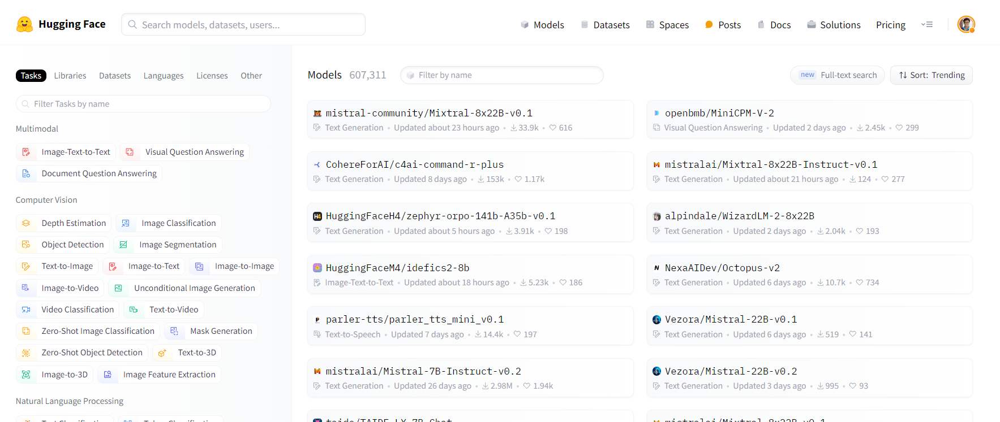 Hugging Face
Search models, datasets, users...
Models
Datasets
Spaces
Posts
Docs
Solutions
Pricing
Tasks Libraries Datasets Languages Licenses Other
Filter Tasks by name
Multimodal
Image-Text-to-Text
Visual Question Answering
Document Question Answering
Computer Vision
Depth Estimation
Image Classification
Object Detection
Image Segmentation
Text-to-Image
Image-to-Text
Image-to-Image
Image-to-Video
Unconditional Image Generation
Video Classification
Text-to-Video
Zero-Shot Image Classification
Mask Generation
Zero-Shot Object Detection
Text-to-3D
Image-to-3D
Image Feature Extraction
Natural Language Processing
Models 607,311
Filter by name
new Full-text search
Sort: Trending
mistral-community/Mixtral-8x22B-v0.1
Text Generation • Updated about 23 hours ago • 33.9k • 616
openbmb/MiniCPM-V-2
Visual Question Answering • Updated 2 days ago • 2.45k • 299
CohereForAI/c4ai-command-r-plus
Text Generation • Updated 8 days ago • 153k • 1.17k
mistralai/Mixtral-8x22B-Instruct-v0.1
Text Generation • Updated about 21 hours ago • 124 • 277
HuggingFaceH4/zephyr-orpo-141b-A35b-v0.1
Text Generation • Updated about 5 hours ago • 3.91k • 198
alpindale/WizardLM-2-8x22B
Text Generation • Updated 2 days ago • 2.04k • 193
HuggingFaceM4/idefics2-8b
Image-Text-to-Text • Updated about 18 hours ago • 5.23k • 186
NexaAIDev/Octopus-v2
Text Generation • Updated 6 days ago • 10.7k • 734
parler-tts/parler_tts_mini_v0.1
Text-to-Speech • Updated 7 days ago • 14.4k • 197
Vezora/Mistral-22B-v0.1
Text Generation • Updated 6 days ago • 519 • 141
mistralai/Mistral-7B-Instruct-v0.2
Text Generation • Updated 26 days ago • 2.98M • 1.94k
Vezora/Mistral-22B-v0.2
Text Generation • Updated 3 days ago • 995 • 93
mistralai/Mixtral-8x22B-v0.1